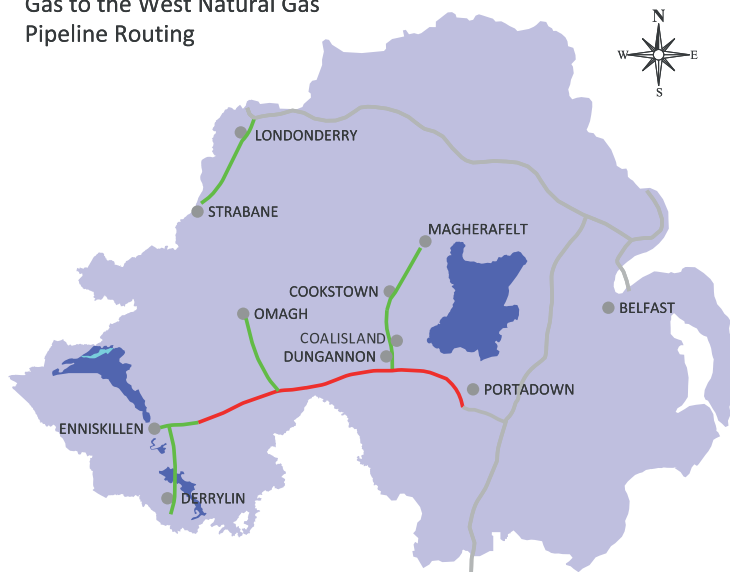 Gas to the West Natural Gas
Pipeline Routing
N
W E
S
LONDONDERRY
STRABANE
MAGHERAFELT
COOKSTOWN
OMAGH
BELFAST
COALISLAND
DUNGANNON
PORTADOWN
ENNISKILLEN
DERRYLIN